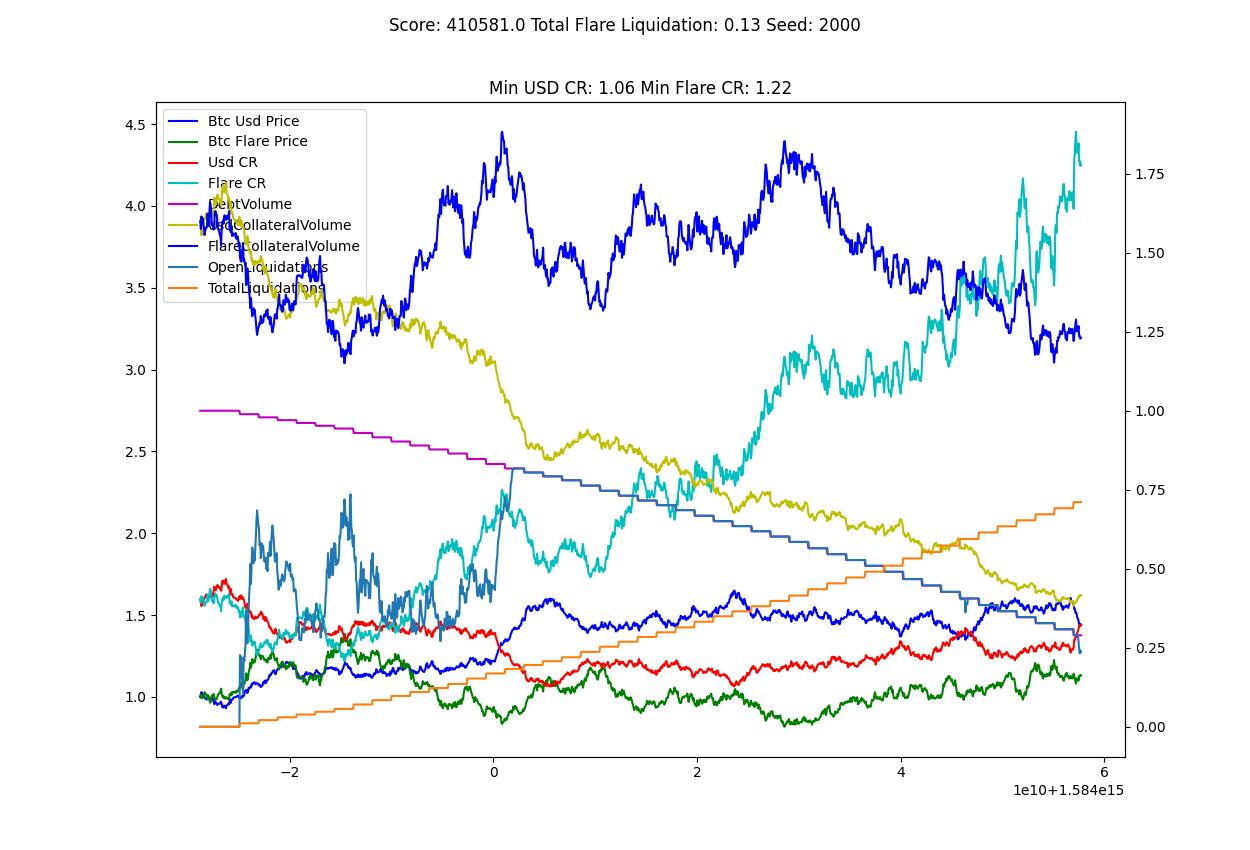 Score: 410581.0 Total Flare Liquidation: 0.13 Seed: 2000
Min USD CR: 1.06 Min Flare CR: 1.22
Btc Usd Price
Btc Flare Price
Usd CR
Flare CR
DebtVolume
UsdCollateralVolume
FlareCollateralVolume
OpenLiquidations
TotalLiquidations
4.5
4.0
3.5
3.0
2.5
2.0
1.5
1.0
1.75
1.50
1.25
1.00
0.75
0.50
0.25
0.00
−2
0
2
4
6
1e10+1.584e15